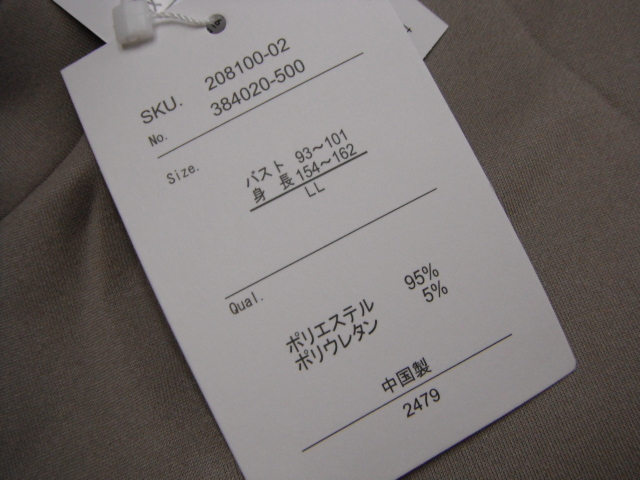 SKU. 208100-02
No. 384020-500
Size.
バスト 93～101
身 長 154～162
LL
Qual.
ポリエステル 95%
ポリウレタン 5%
中国製
2479